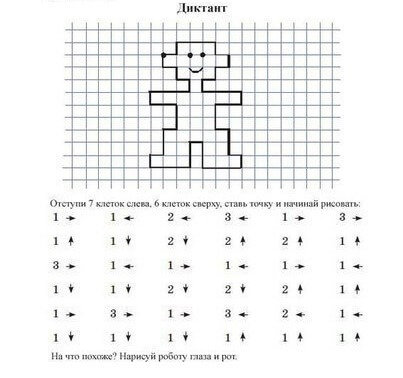 Диктант
Отступи 7 клеток слева, 6 клеток сверху, ставь точку и начинай рисовать:
1 → 1 ← 2 ← 3 ← 1 → 3 →
1 ↑ 1 ↓ 2 ↓ 2 ↑ 2 ↑ 1 ↑
3 → 1 ← 1 → 1 ← 1 → 1 ←
1 ↓ 1 ↓ 2 ↓ 2 ↓ 2 ↑ 1 ↑
1 → 3 → 1 → 3 ← 2 ← 1 ←
1 ↓ 1 ↓ 1 ↓ 1 ↑ 1 ↑ 1 ↑
На что похоже? Нарисуй роботу глаза и рот.